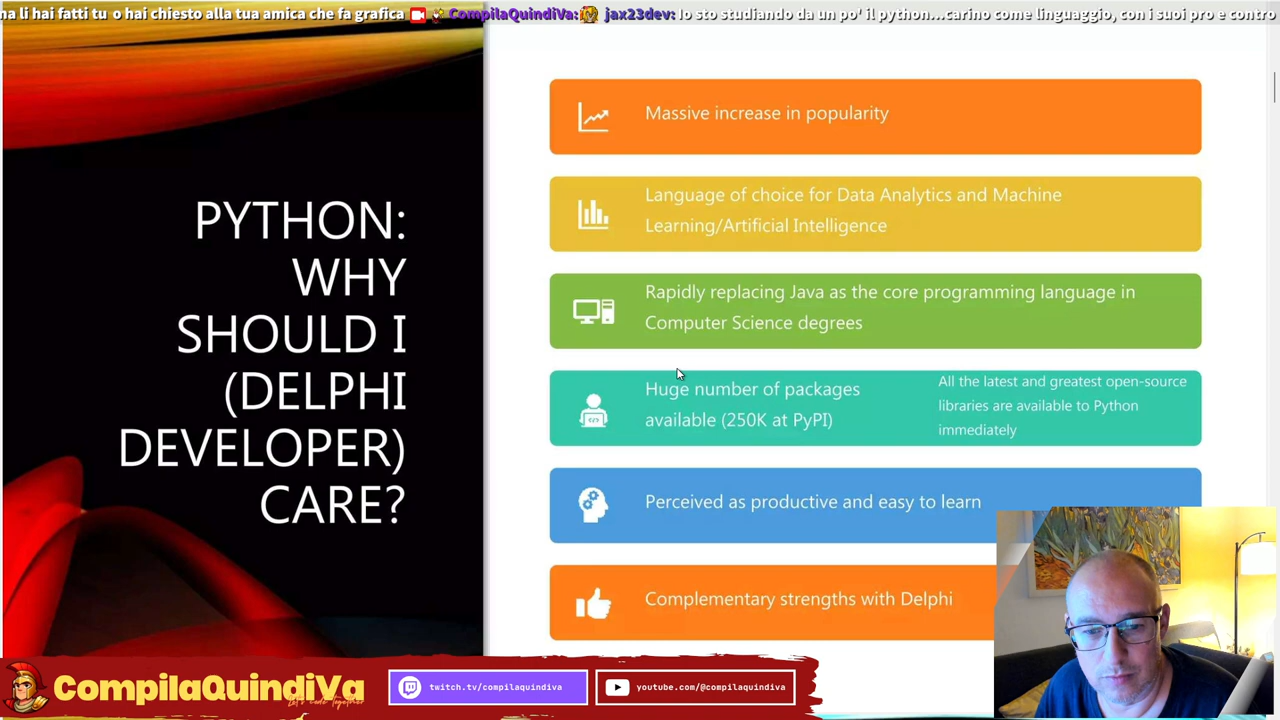 ma li hai fatti tu o hai chiesto alla tua amica che fa grafica CompilaQuindiVa: jax23dev: Io sto studiando da un po' il python...carino come linguaggio, con i suoi pro e contro
PYTHON:
WHY
SHOULD I
(DELPHI
DEVELOPER)
CARE?
Massive increase in popularity
Language of choice for Data Analytics and Machine
Learning/Artificial Intelligence
Rapidly replacing Java as the core programming language in
Computer Science degrees
Huge number of packages
available (250K at PyPI)
All the latest and greatest open-source
libraries are available to Python
immediately
Perceived as productive and easy to learn
Complementary strengths with Delphi
CompilaQuindiVa
Let's code Together
twitch.tv/compilaquindiva
youtube.com/@compilaquindiva